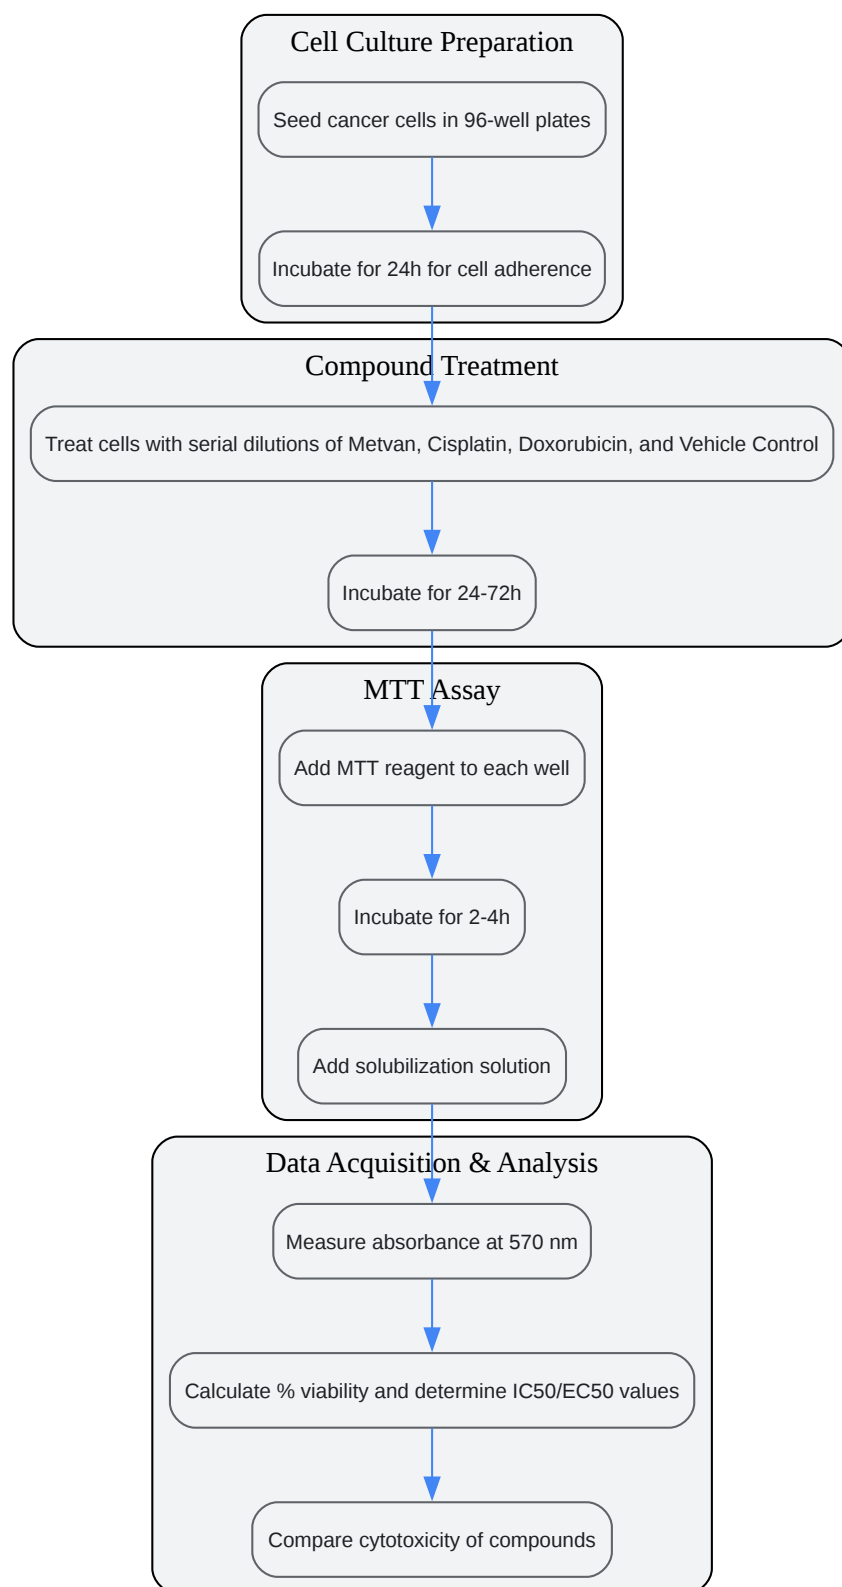 Cell Culture Preparation
Seed cancer cells in 96-well plates
Incubate for 24h for cell adherence
Compound Treatment
Treat cells with serial dilutions of Metvan, Cisplatin, Doxorubicin, and Vehicle Control
Incubate for 24-72h
MTT Assay
Add MTT reagent to each well
Incubate for 2-4h
Add solubilization solution
Data Acquisition & Analysis
Measure absorbance at 570 nm
Calculate % viability and determine IC50/EC50 values
Compare cytotoxicity of compounds